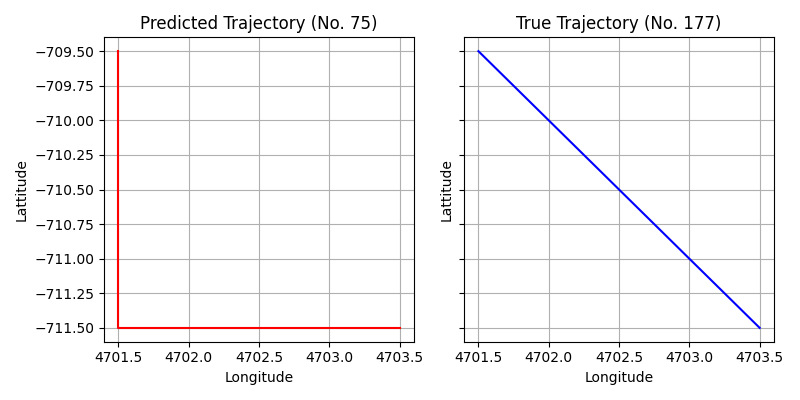 Predicted Trajectory (No. 75)
True Trajectory (No. 177)
−709.50
−709.75
−710.00
−710.25
−710.50
−710.75
−711.00
−711.25
−711.50
Lattitude
Lattitude
4701.5 4702.0 4702.5 4703.0 4703.5
4701.5 4702.0 4702.5 4703.0 4703.5
Longitude
Longitude